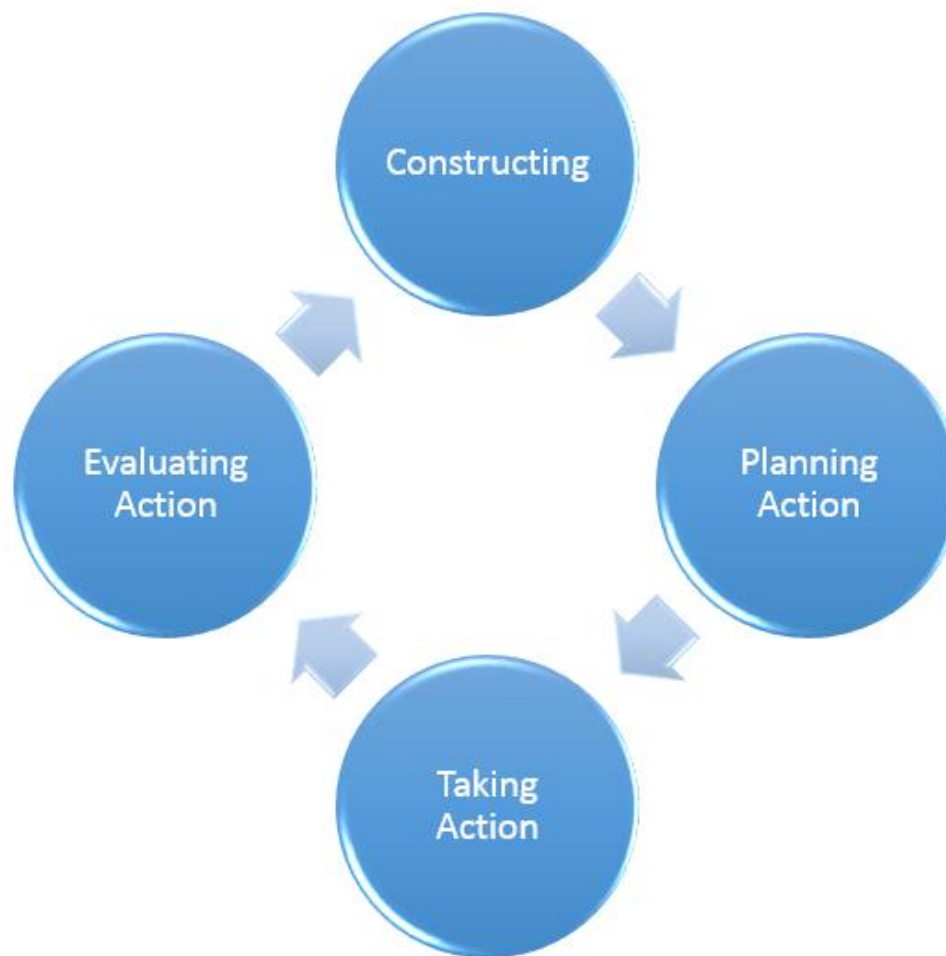 Constructing
Planning
Action
Taking
Action
Evaluating
Action